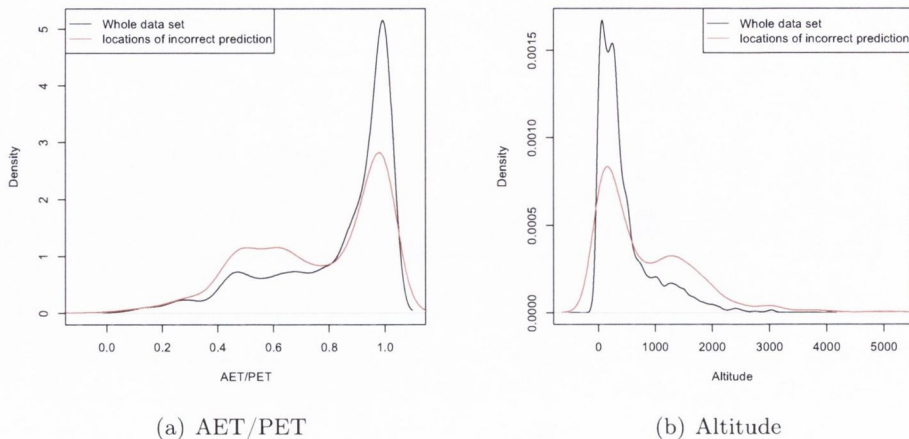 Whole data set
locations of incorrect prediction
Density
0
1
2
3
4
5
0.0
0.2
0.4
0.6
0.8
1.0
AET/PET
(a) AET/PET
Whole data set
locations of incorrect prediction
Density
0.0000
0.0005
0.0010
0.0015
0
1000
2000
3000
4000
5000
Altitude
(b) Altitude